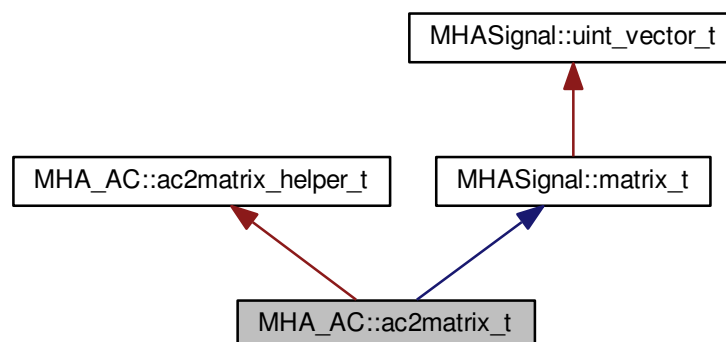 MHASignal::uint_vector_t
MHA_AC::ac2matrix_helper_t
MHASignal::matrix_t
MHA_AC::ac2matrix_t